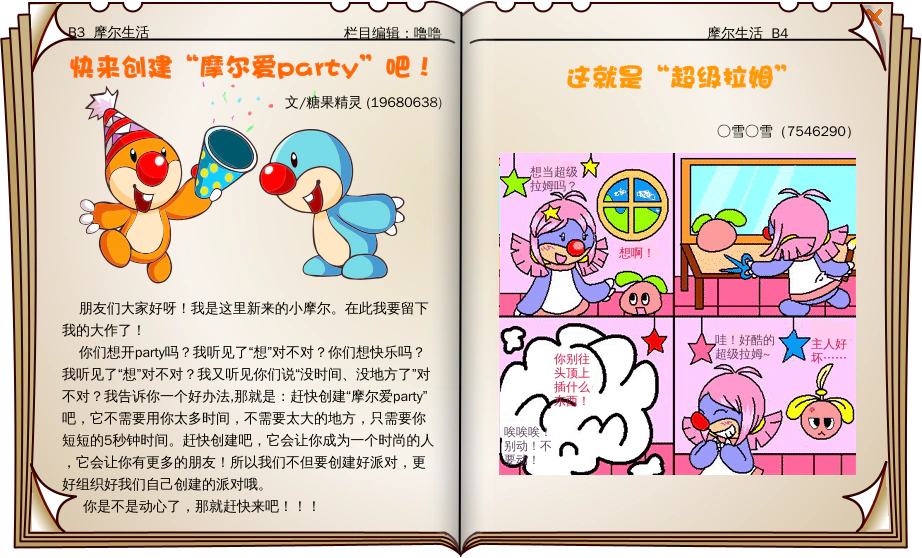 B3 摩尔生活
栏目编辑：噜噜
快来创建“摩尔爱party”吧！
文/糖果精灵 (19680638)
朋友们大家好呀！我是这里新来的小摩尔。在此我要留下
我的大作了！
你们想开party吗？我听见了“想”对不对？你们想快乐吗？
我听见了“想”对不对？我又听见你们说“没时间、没地方了”对
不对？我告诉你一个好办法,那就是：赶快创建“摩尔爱party”
吧，它不需要用你太多时间，不需要太大的地方，只需要你
短短的5秒钟时间。赶快创建吧，它会让你成为一个时尚的人
，它会让你有更多的朋友！所以我们不但要创建好派对，更
好组织好我们自己创建的派对哦。
你是不是动心了，那就赶快来吧！！！
摩尔生活 B4
这就是“超级拉姆”
〇雪〇雪（7546290）
想当超级
拉姆吗？
想啊！
你别往
头顶上
插什么
东西！
唉唉唉！
别动！不
要动！
哇！好酷的
超级拉姆~
主人好
坏……